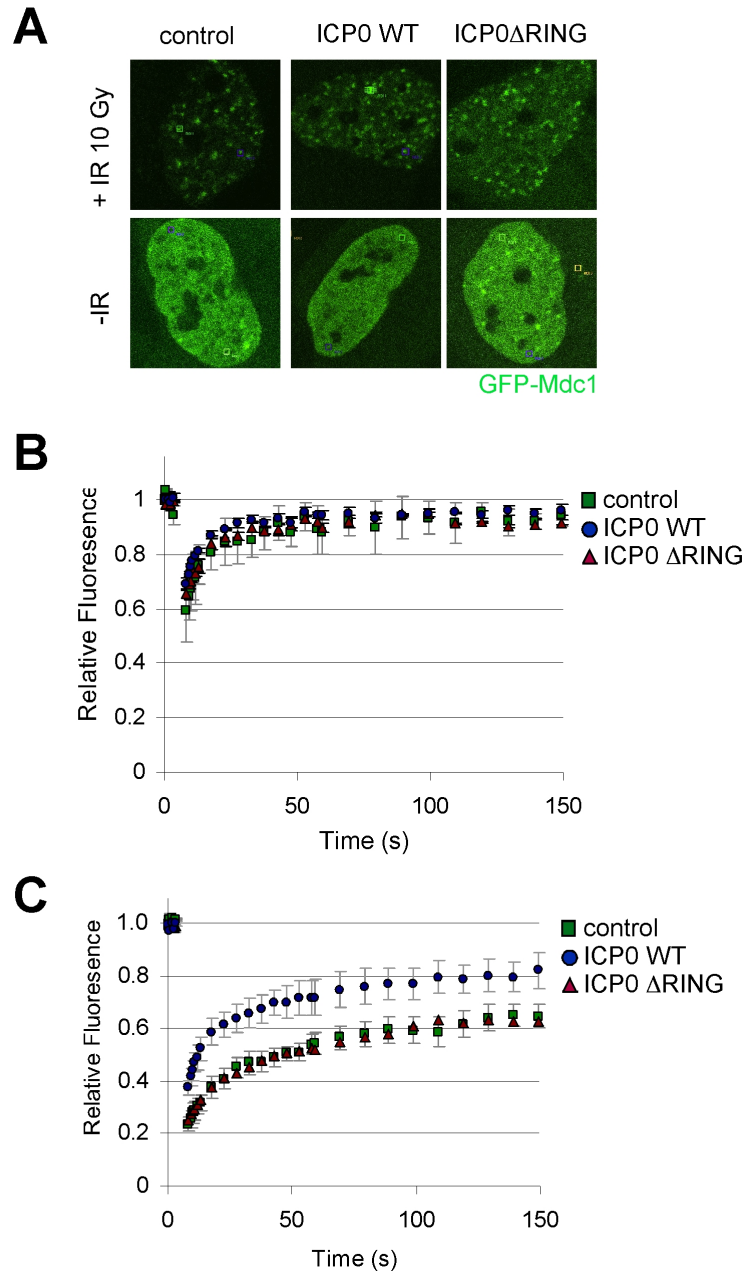 A
control
ICP0 WT
ICP0ΔRING
+ IR 10 Gy
-IR
GFP-Mdc1
B
Relative Fluoresence
1
0.8
0.6
0.4
0.2
0
0
50
100
150
Time (s)
control
ICP0 WT
ICP0 ΔRING
C
Relative Fluoresence
1.0
0.8
0.6
0.4
0.2
0
0
50
100
150
Time (s)
control
ICP0 WT
ICP0 ΔRING